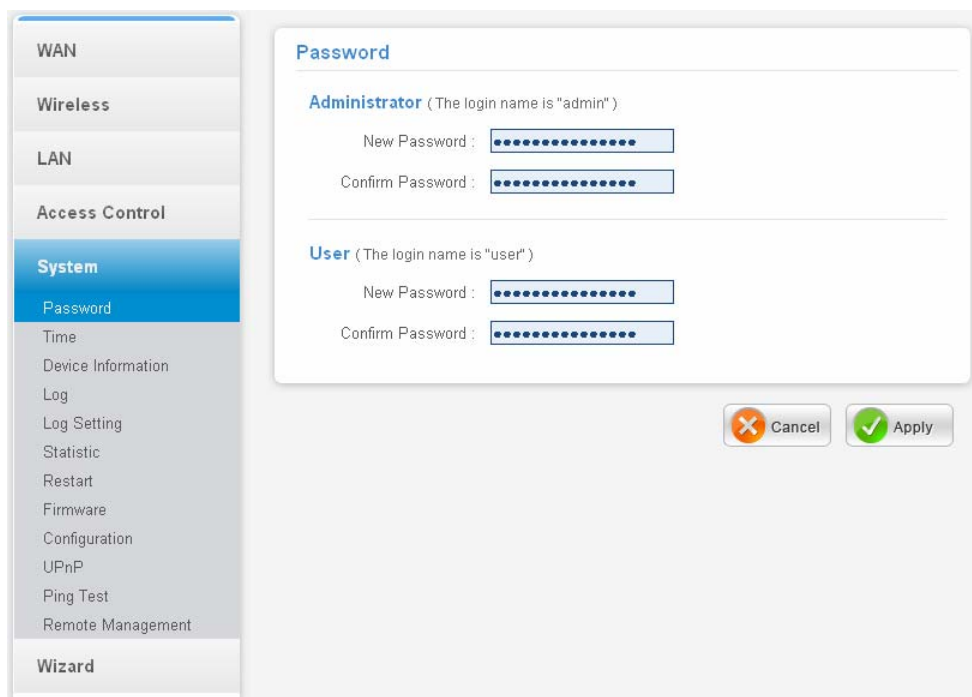 WAN
Wireless
LAN
Access Control
System
Password
Time
Device Information
Log
Log Setting
Statistic
Restart
Firmware
Configuration
UPnP
Ping Test
Remote Management
Wizard
Password
Administrator ( The login name is "admin" )
New Password :
Confirm Password :
User ( The login name is "user" )
New Password :
Confirm Password :
Cancel
Apply